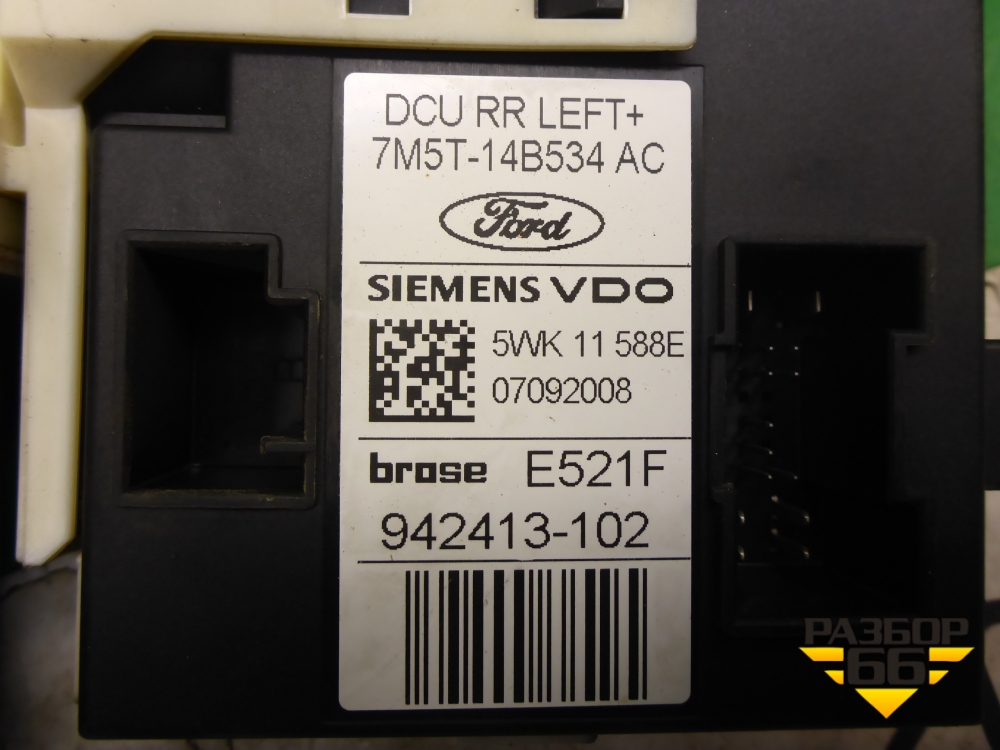 DCU RR LEFT+
7M5T-14B534 AC
Ford
SIEMENS VDO
5WK 11 588E
07092008
brose E521F
942413-102
РАЗБОР
66